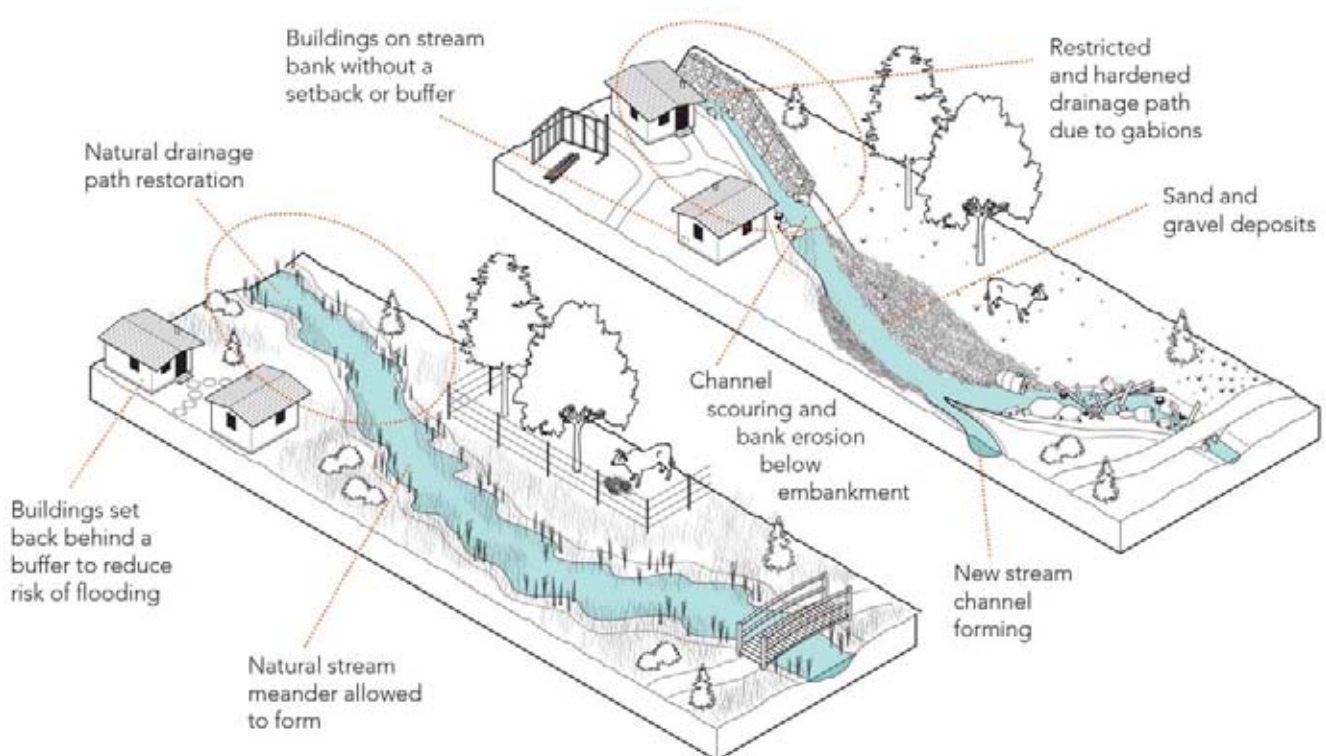 Buildings on stream
bank without a
setback or buffer
Restricted
and hardened
drainage path
due to gabions
Natural drainage
path restoration
Sand and
gravel deposits
Channel
scouring and
bank erosion
below
embankment
Buildings set
back behind a
buffer to reduce
risk of flooding
New stream
channel
forming
Natural stream
meander allowed
to form